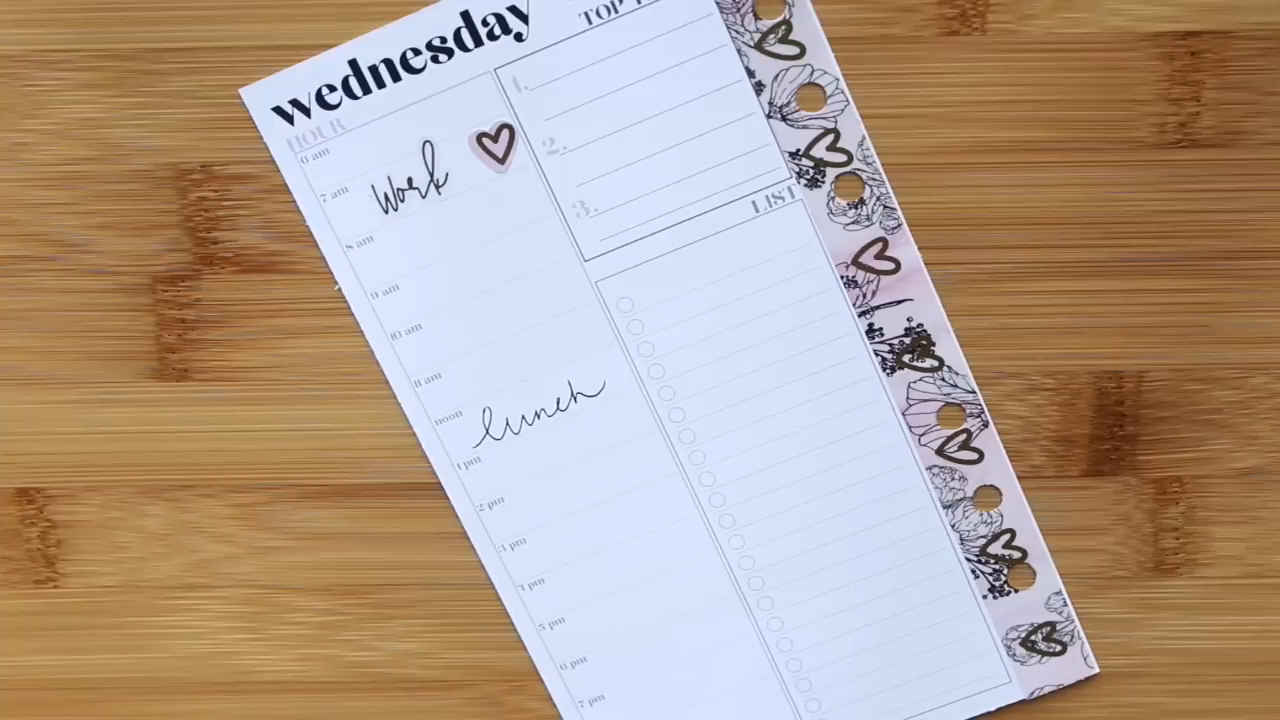 wednesday
TOP
HOUR
6 am
7 am
Work
8 am
9 am
10 am
11 am
noon
lunch
1 pm
2 pm
3 pm
4 pm
5 pm
6 pm
7 pm
1.
2.
3.
LIST